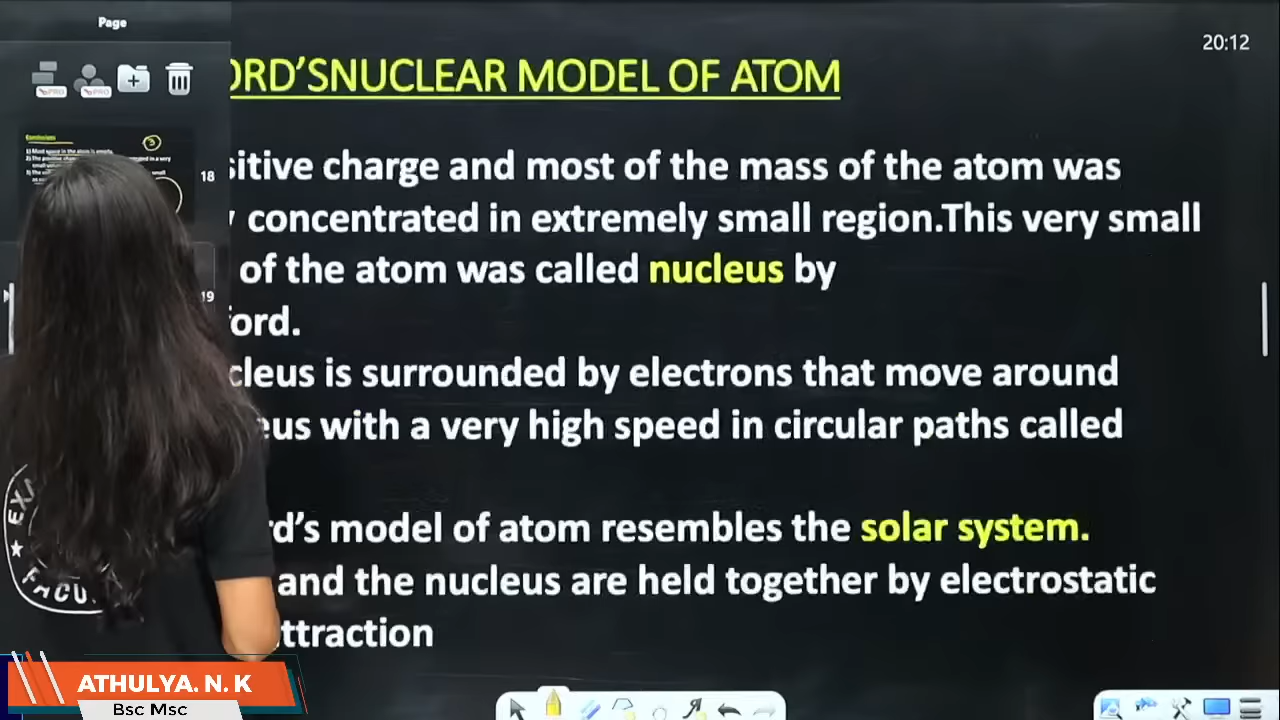 Page
20:12
ORD'SNUCLEAR MODEL OF ATOM
PRO PRO
Conclusions
18
sitive charge and most of the mass of the atom was
concentrated in extremely small region.This very small
of the atom was called nucleus by
19
ford.
cleus is surrounded by electrons that move around
eus with a very high speed in circular paths called
rd's model of atom resembles the solar system.
and the nucleus are held together by electrostatic
ttraction
ATHULYA. N. K
Bsc Msc